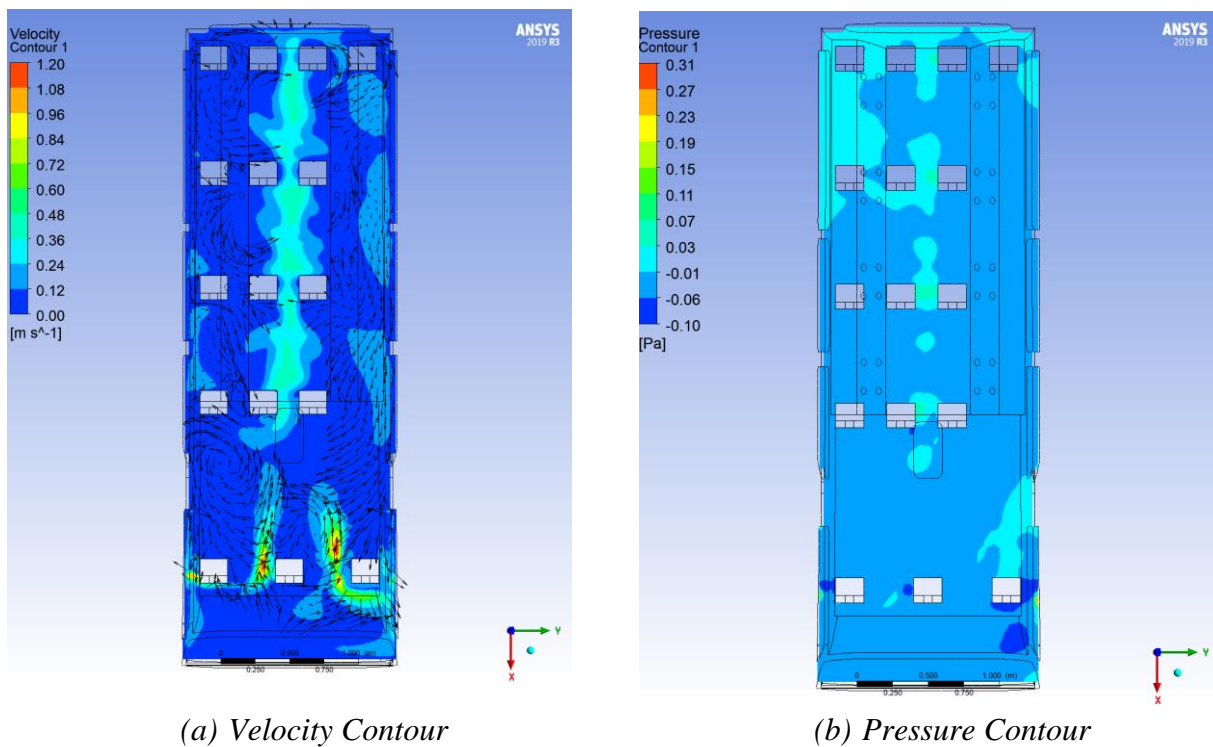 Velocity
Contour 1
1.20
1.08
0.96
0.84
0.72
0.60
0.48
0.36
0.24
0.12
0.00
[m s^-1]
ANSYS
2019 R3
0 0.500 1.000 (m)
0.250 0.750
Y
X
(a) Velocity Contour
Pressure
Contour 1
0.31
0.27
0.23
0.19
0.15
0.11
0.07
0.03
-0.01
-0.06
-0.10
[Pa]
ANSYS
2019 R3
0 0.500 1.000 (m)
0.250 0.750
Y
X
(b) Pressure Contour